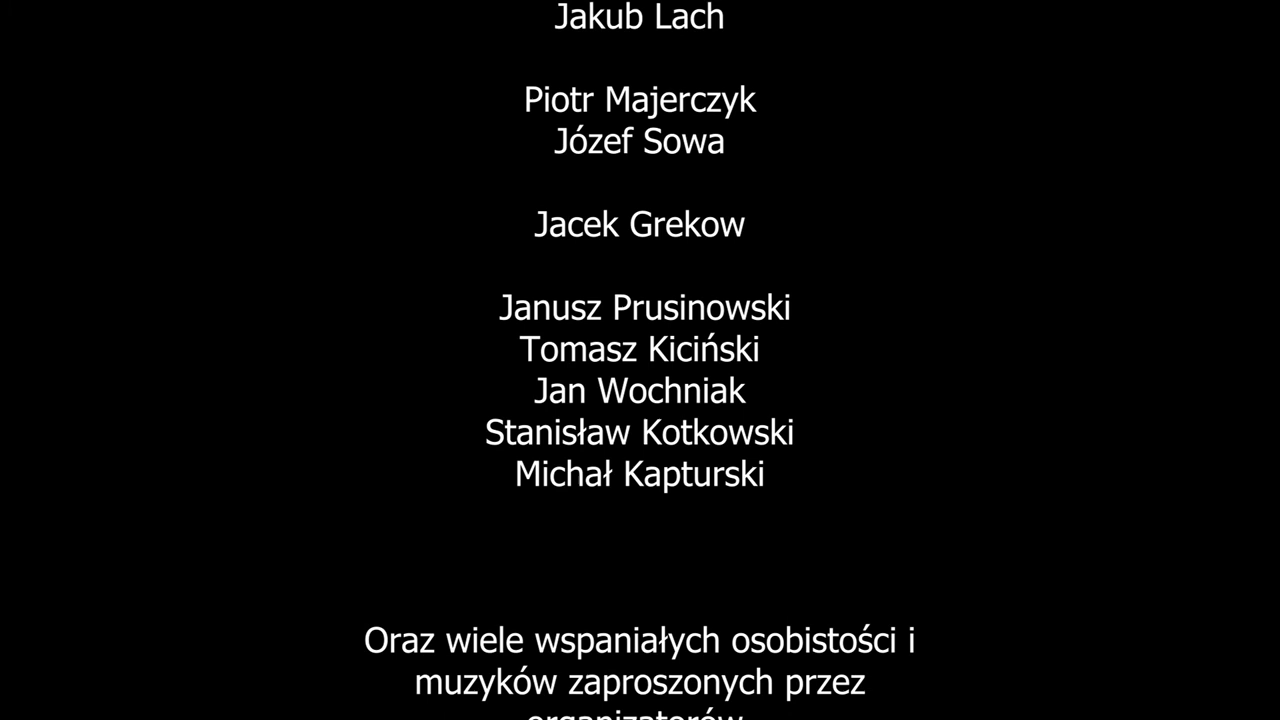 Jakub Lach
Piotr Majerczyk
Józef Sowa
Jacek Grekow
Janusz Prusinowski
Tomasz Kiciński
Jan Wochniak
Stanisław Kotkowski
Michał Kapturski
Oraz wiele wspaniałych osobistości i
muzyków zaproszonych przez
organizatorów